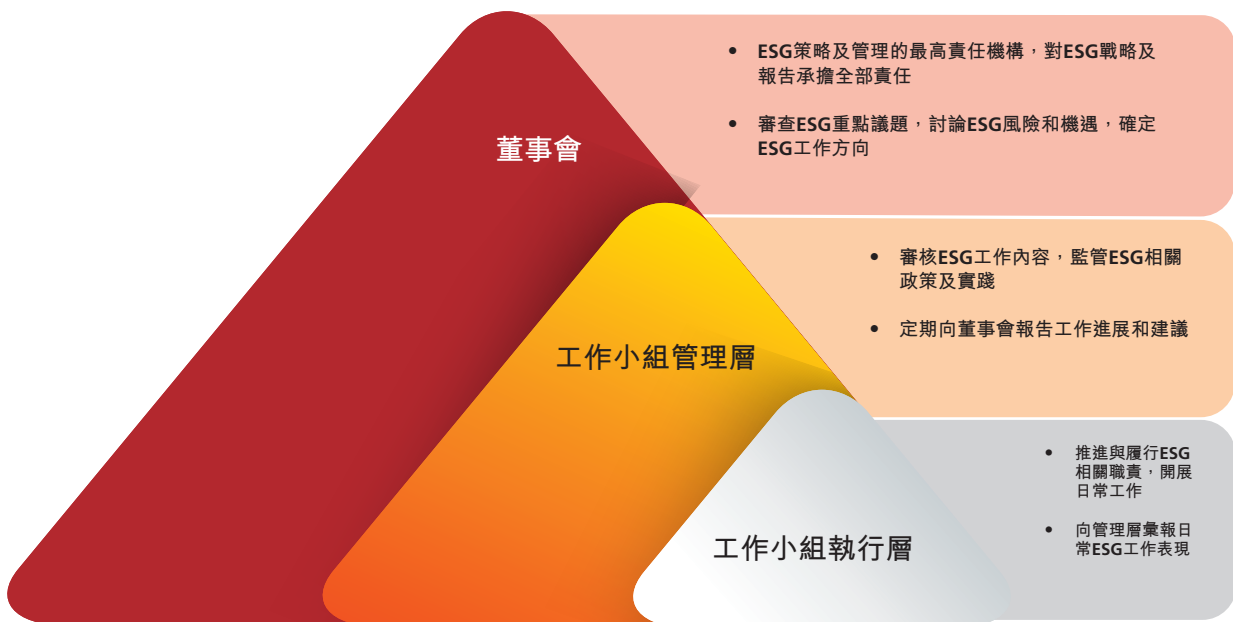 董事會
• ESG策略及管理的最高責任機構，對ESG戰略及
報告承擔全部責任
• 審查ESG重點議題，討論ESG風險和機遇，確定
ESG工作方向
工作小組管理層
• 審核ESG工作內容，監管ESG相關
政策及實踐
• 定期向董事會報告工作進展和建議
工作小組執行層
• 推進與履行ESG
相關職責，開展
日常工作
• 向管理層彙報日
常ESG工作表現